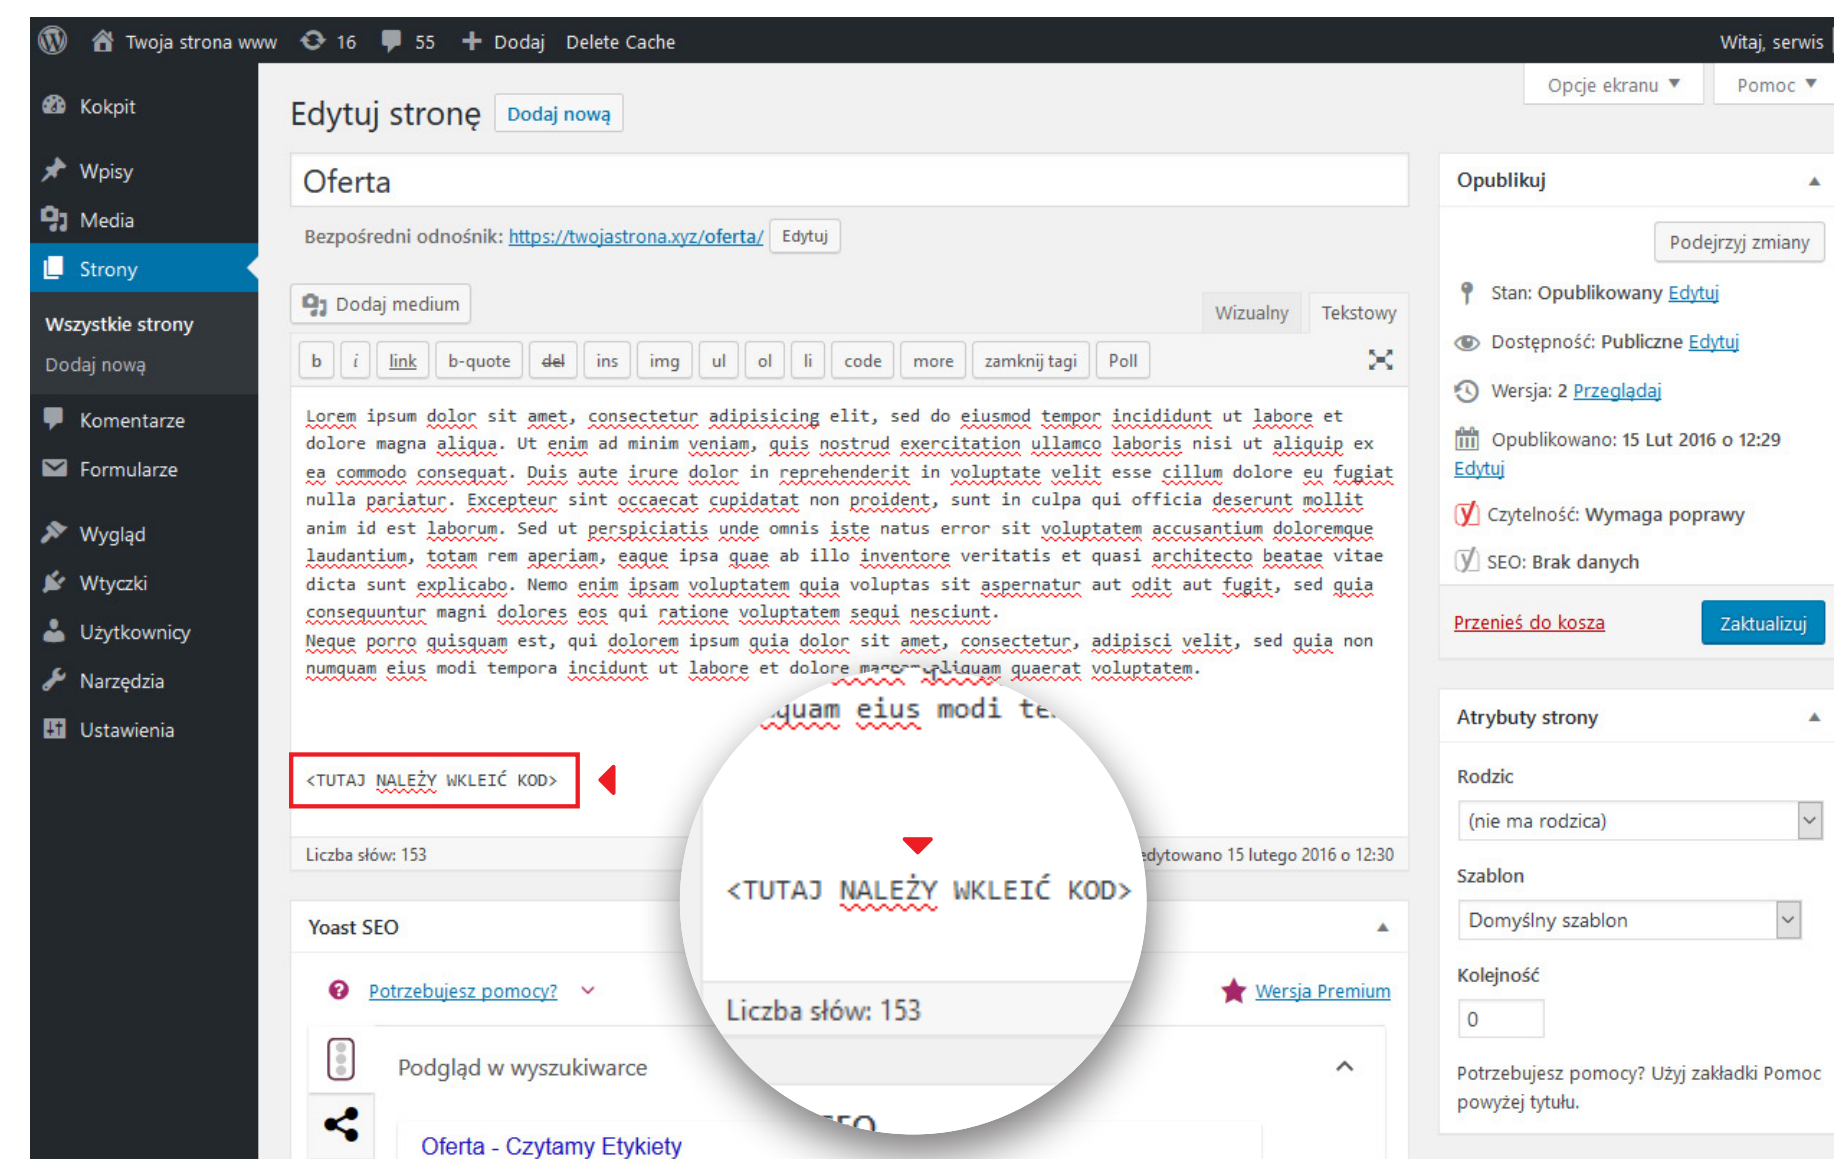 Twoja strona www 16 55 Dodaj Delete Cache Witaj, serwis
Opcje ekranu Pomoc
Kokpit
Wpisy
Media
Strony
Wszystkie strony
Dodaj nową
Komentarze
Formularze
Wygląd
Wtyczki
Użytkownicy
Narzędzia
Ustawienia
Edytuj stronę Dodaj nową
Oferta
Bezpośredni odnośnik: https://twojastrona.xyz/oferta/ Edytuj
Dodaj medium
Wizualny Tekstowy
b i link b-quote del ins img ul ol li code more zamknij tagi Poll
Lorem ipsum dolor sit amet, consectetur adipisicing elit, sed do eiusmod tempor incididunt ut labore et
dolore magna aliqua. Ut enim ad minim veniam, quis nostrud exercitation ullamco laboris nisi ut aliquip ex
ea commodo consequat. Duis aute irure dolor in reprehenderit in voluptate velit esse cillum dolore eu fugiat
nulla pariatur. Excepteur sint occaecat cupidatat non proident, sunt in culpa qui officia deserunt mollit
anim id est laborum. Sed ut perspiciatis unde omnis iste natus error sit voluptatem accusantium doloremque
laudantium, totam rem aperiam, eaque ipsa quae ab illo inventore veritatis et quasi architecto beatae vitae
dicta sunt explicabo. Nemo enim ipsam voluptatem quia voluptas sit aspernatur aut odit aut fugit, sed quia
consequuntur magni dolores eos qui ratione voluptatem sequi nesciunt.
Neque porro quisquam est, qui dolorem ipsum quia dolor sit amet, consectetur, adipisci velit, sed quia non
numquam eius modi tempora incidunt ut labore et dolore aliquam quaerat voluptatem.
eius modi
<TUTAJ NALEŻY WKLEIĆ KOD>
<TUTAJ NALEŻY WKLEIĆ KOD>
Liczba słów: 153
15 lutego 2016 o 12:30
Liczba słów: 153
Yoast SEO
Potrzebujesz pomocy? Wersja Premium
Podgląd w wyszukiwarce
Oferta - Czytamy Etykiety
Opublikuj
Podejrzyj zmiany
Stan: Opublikowany Edytuj
Dostępność: Publiczne Edytuj
Wersja: 2 Przeglądaj
Opublikowano: 15 Lut 2016 o 12:29
Edytuj
Czytelność: Wymaga poprawy
SEO: Brak danych
Przenieś do kosza Zaktualizuj
Atrybuty strony
Rodzic
(nie ma rodzica)
Szablon
Domyślny szablon
Kolejność
0
Potrzebujesz pomocy? Użyj zakładki Pomoc
powyżej tytułu.